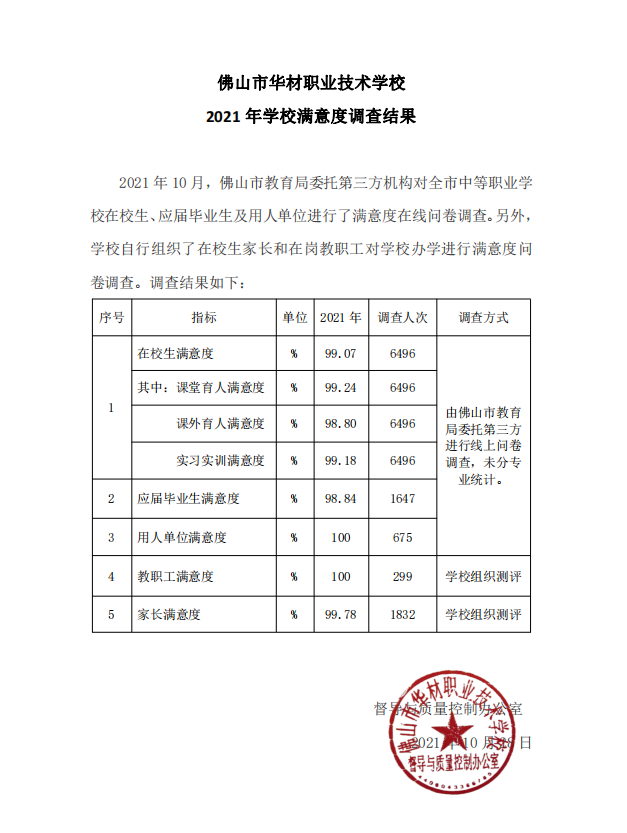 佛山市华材职业技术学校
2021 年学校满意度调查结果
2021 年 10 月，佛山市教育局委托第三方机构对全市中等职业学
校在校生、应届毕业生及用人单位进行了满意度在线问卷调查。另外，
学校自行组织了在校生家长和在岗教职工对学校办学进行满意度问
卷调查。调查结果如下：
序号 指标 单位 2021 年 调查人次 调查方式
1 在校生满意度 % 99.07 6496
其中：课堂育人满意度 % 99.24 6496
课外育人满意度 % 98.80 6496
实习实训满意度 % 99.18 6496
由佛山市教育
局委托第三方
进行线上问卷
调查，未分专
业统计。
2 应届毕业生满意度 % 98.84 1647
3 用人单位满意度 % 100 675
4 教职工满意度 % 100 299 学校组织测评
5 家长满意度 % 99.78 1832 学校组织测评
督导与质量控制办公室
2021 年 10 月 28 日
佛山市华材职业技术学校
督导与质量控制办公室